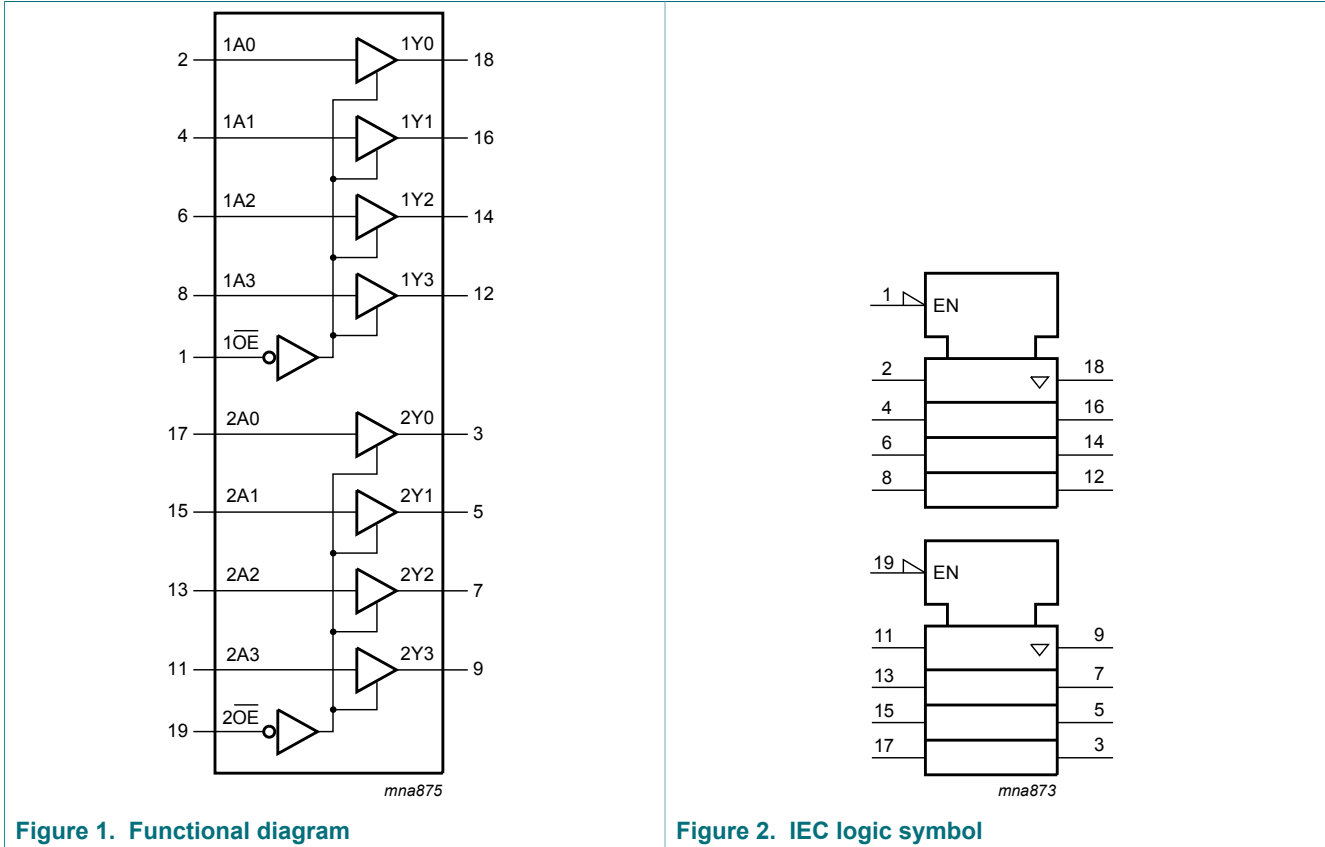 1A0 1Y0
2 18
1A1 1Y1
4 16
1A2 1Y2
6 14
1A3 1Y3
8 12
1O̅E̅
1
2A0 2Y0
17 3
2A1 2Y1
15 5
2A2 2Y2
13 7
2A3 2Y3
11 9
2O̅E̅
19
mna875
Figure 1. Functional diagram
1 EN
2 18
4 16
6 14
8 12
19 EN
11 9
13 7
15 5
17 3
mna873
Figure 2. IEC logic symbol